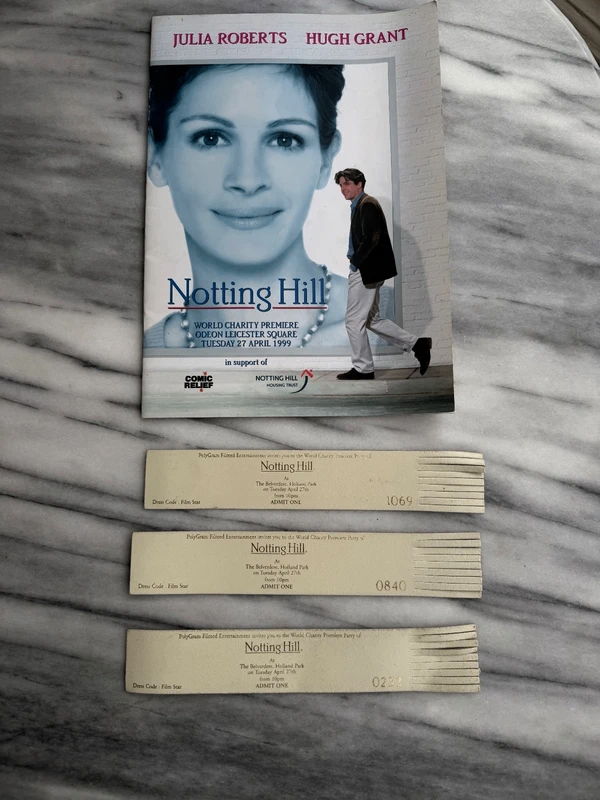 JULIA ROBERTS HUGH GRANT
Notting Hill
WORLD CHARITY PREMIERE
ODEON LEICESTER SQUARE
TUESDAY 27 APRIL 1999
in support of
COMIC RELIEF
NOTTING HILL
HOUSING TRUST
PolyGram Filmed Entertainment invites you to the World Charity Premiere Party of
Notting Hill
At
The Belvedere, Holland Park
on Tuesday April 27th
from 10pm
Dress Code : Film Star
ADMIT ONE
1069
PolyGram Filmed Entertainment invites you to the World Charity Premiere Party of
Notting Hill.
At
The Belvedere, Holland Park
on Tuesday April 27th
from 10pm
Dress Code : Film Star
ADMIT ONE
0840
PolyGram Filmed Entertainment invites you to the World Charity Premiere Party of
Notting Hill.
At
The Belvedere, Holland Park
on Tuesday April 27th
from 10pm
Dress Code : Film Star
ADMIT ONE